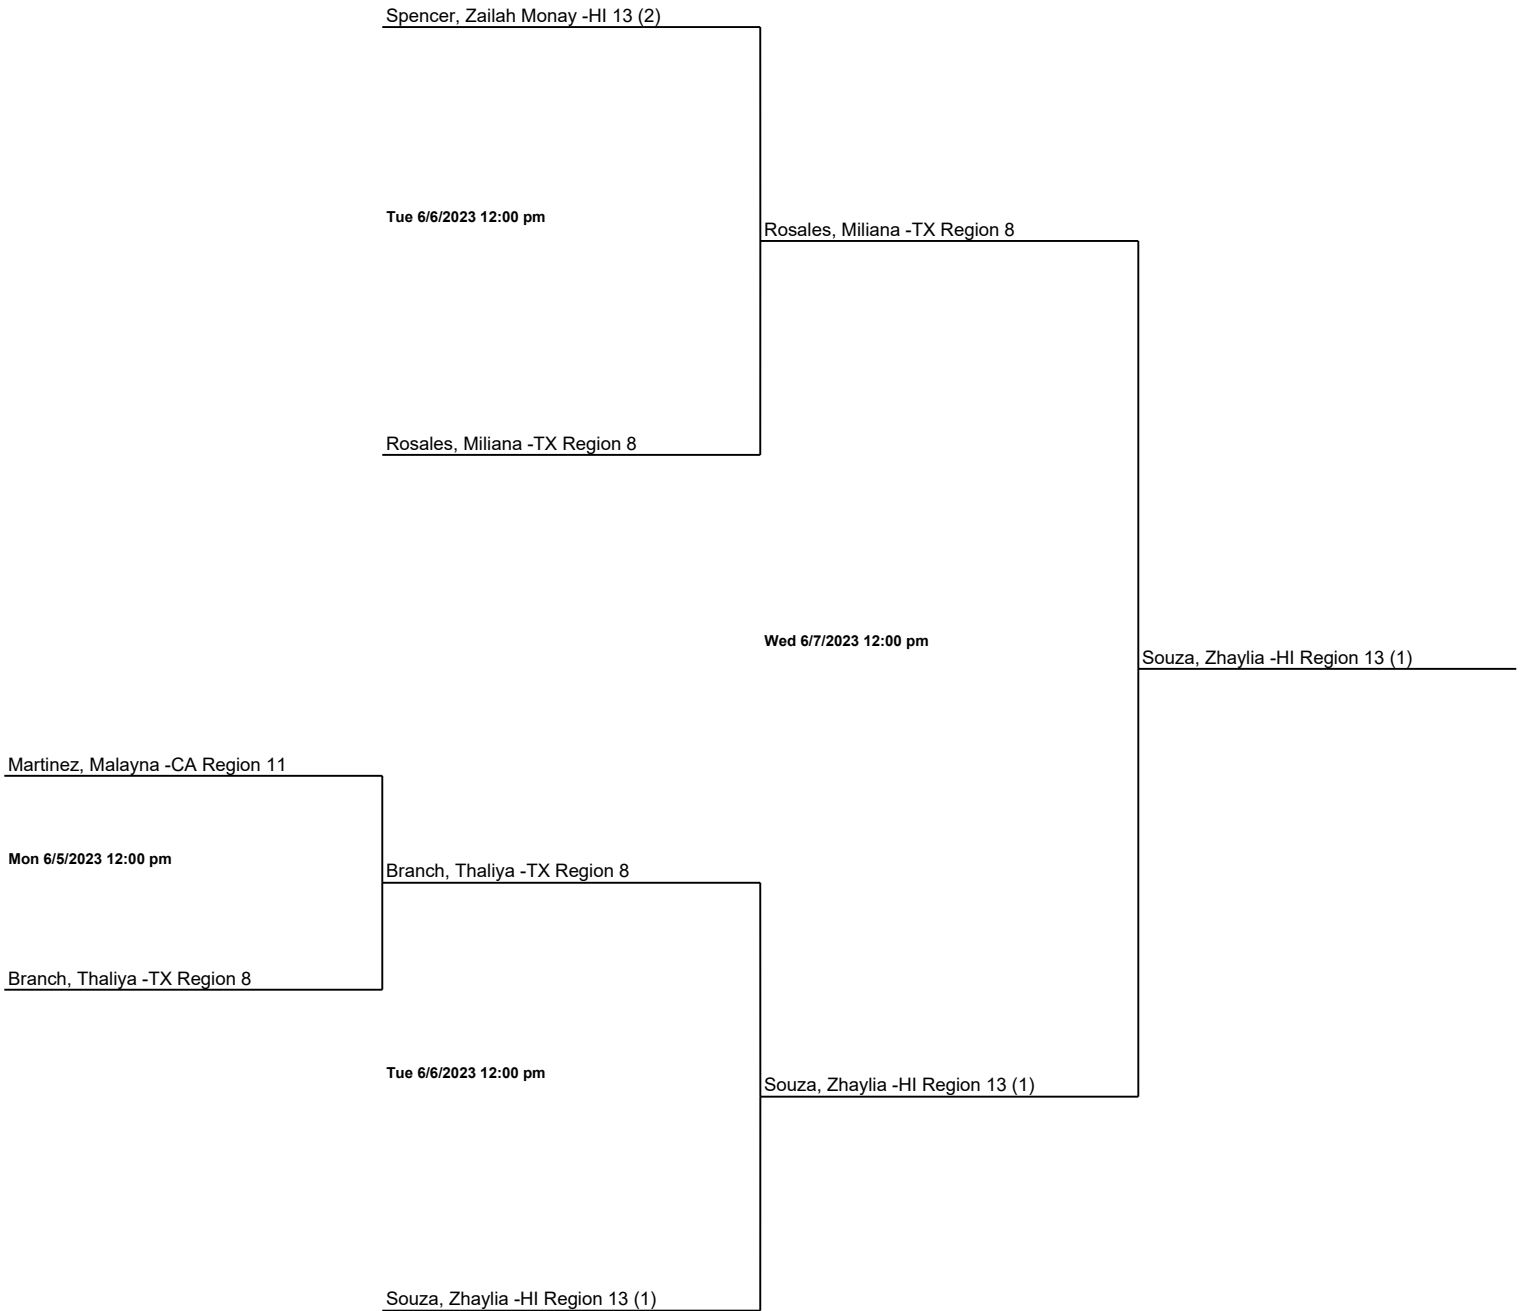 Spencer, Zailah Monay -HI 13 (2)
Tue 6/6/2023 12:00 pm
Rosales, Miliana -TX Region 8
Rosales, Miliana -TX Region 8
Wed 6/7/2023 12:00 pm
Souza, Zhaylia -HI Region 13 (1)
Martinez, Malayna -CA Region 11
Mon 6/5/2023 12:00 pm
Branch, Thaliya -TX Region 8
Branch, Thaliya -TX Region 8
Tue 6/6/2023 12:00 pm
Souza, Zhaylia -HI Region 13 (1)
Souza, Zhaylia -HI Region 13 (1)